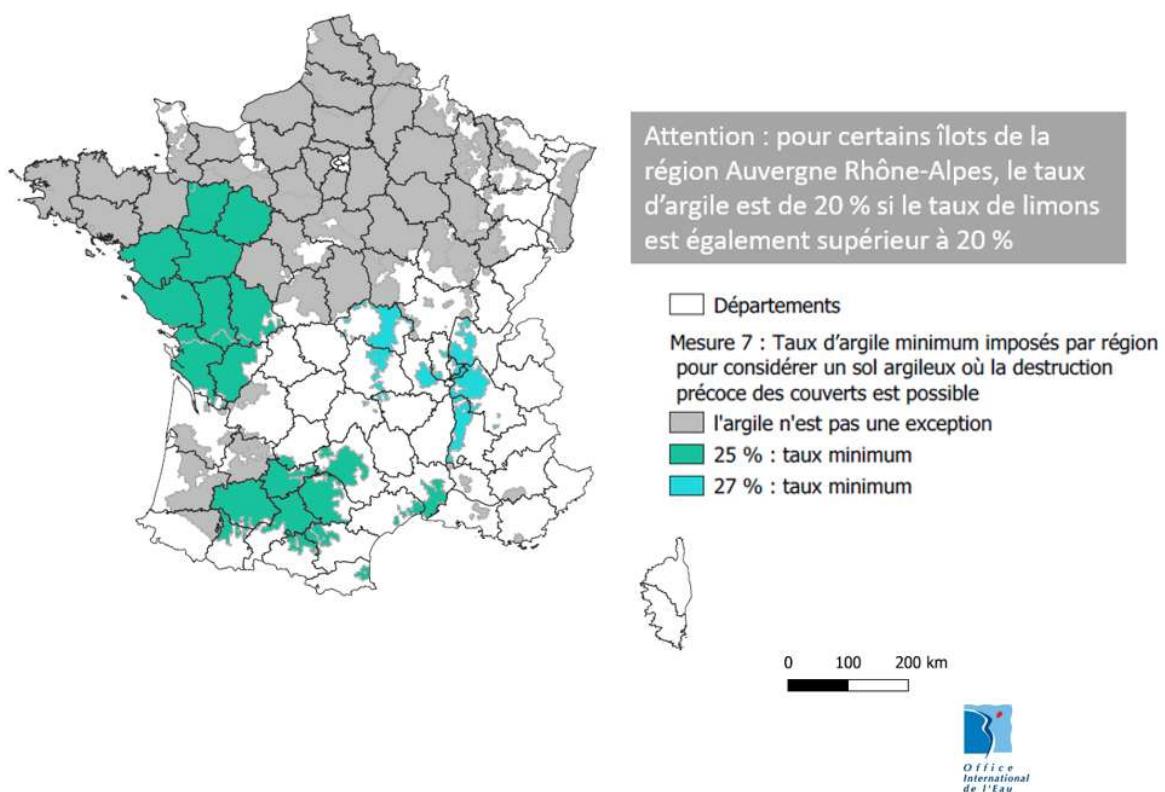 Attention : pour certains îlots de la
région Auvergne Rhône-Alpes, le taux
d'argile est de 20 % si le taux de limons
est également supérieur à 20 %
Départements
Mesure 7 : Taux d'argile minimum imposés par région
pour considérer un sol argileux où la destruction
précoce des couverts est possible
l'argile n'est pas une exception
25 % : taux minimum
27 % : taux minimum
0 100 200 km
Office
International
de l'Eau